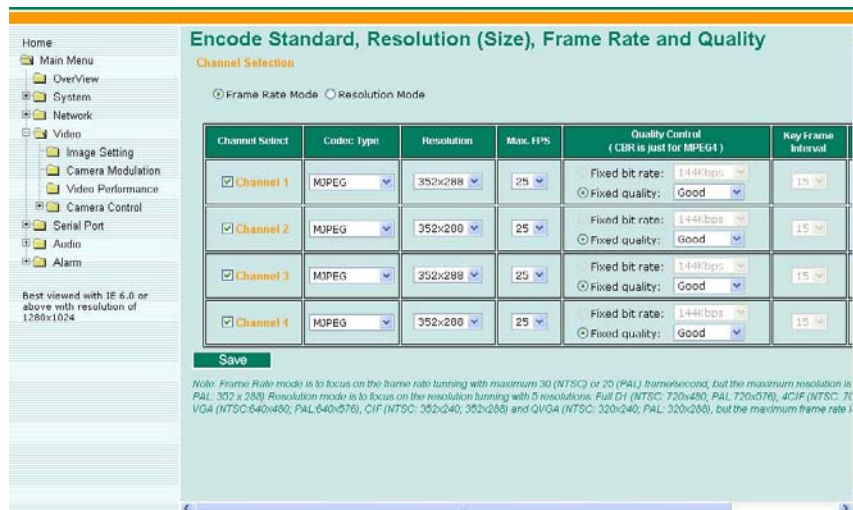 Home
Main Menu
OverView
System
Network
Video
Image Setting
Camera Modulation
Video Performance
Camera Control
Serial Port
Audio
Alarm
Best viewed with IE 6.0 or
above with resolution of
1280x1024
Encode Standard, Resolution (Size), Frame Rate and Quality
Channel Selection
Frame Rate Mode Resolution Mode
Channel Select Codec Type Resolution Max. FPS Quality Control Key Frame
( CBR is just for MPEG4 ) Interval
Fixed bit rate: 144Kbps
Channel 1 MJPEG 352x288 25 15
Fixed quality: Good
Fixed bit rate: 144Kbps
Channel 2 MJPEG 352x288 25 15
Fixed quality: Good
Fixed bit rate: 144Kbps
Channel 3 MJPEG 352x288 25 15
Fixed quality: Good
Fixed bit rate: 144Kbps
Channel 4 MJPEG 352x288 25 15
Fixed quality: Good
Save
Note: Frame Rate mode is to focus on the frame rate tunning with maximum 30 (NTSC) or 25 (PAL) frame/second, but the maximum resolution is
PAL: 352 x 288) Resolution mode is to focus on the resolution tunning with 5 resolutions. Full D1 (NTSC: 720x480; PAL:720x576), 4CIF (NTSC: 70
VGA (NTSC:640x480; PAL:640x576), CIF (NTSC: 352x240; 352x288) and QVGA (NTSC: 320x240; PAL: 320x288), but the maximum frame rate